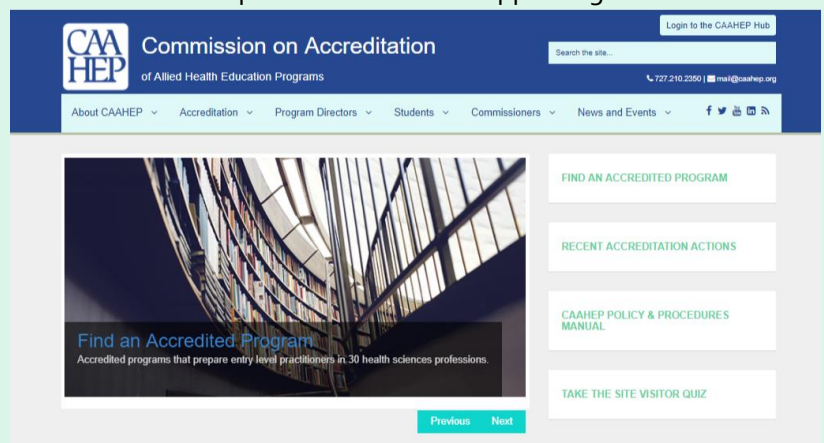 Login to the CAAHEP Hub
CAA
HEP
Commission on Accreditation
of Allied Health Education Programs
Search the site...
727.210.2350 | mail@caahep.org
About CAAHEP
Accreditation
Program Directors
Students
Commissioners
News and Events
FIND AN ACCREDITED PROGRAM
RECENT ACCREDITATION ACTIONS
CAAHEP POLICY & PROCEDURES
MANUAL
TAKE THE SITE VISITOR QUIZ
Find an Accredited Program
Accredited programs that prepare entry level practitioners in 30 health sciences professions.
Previous
Next